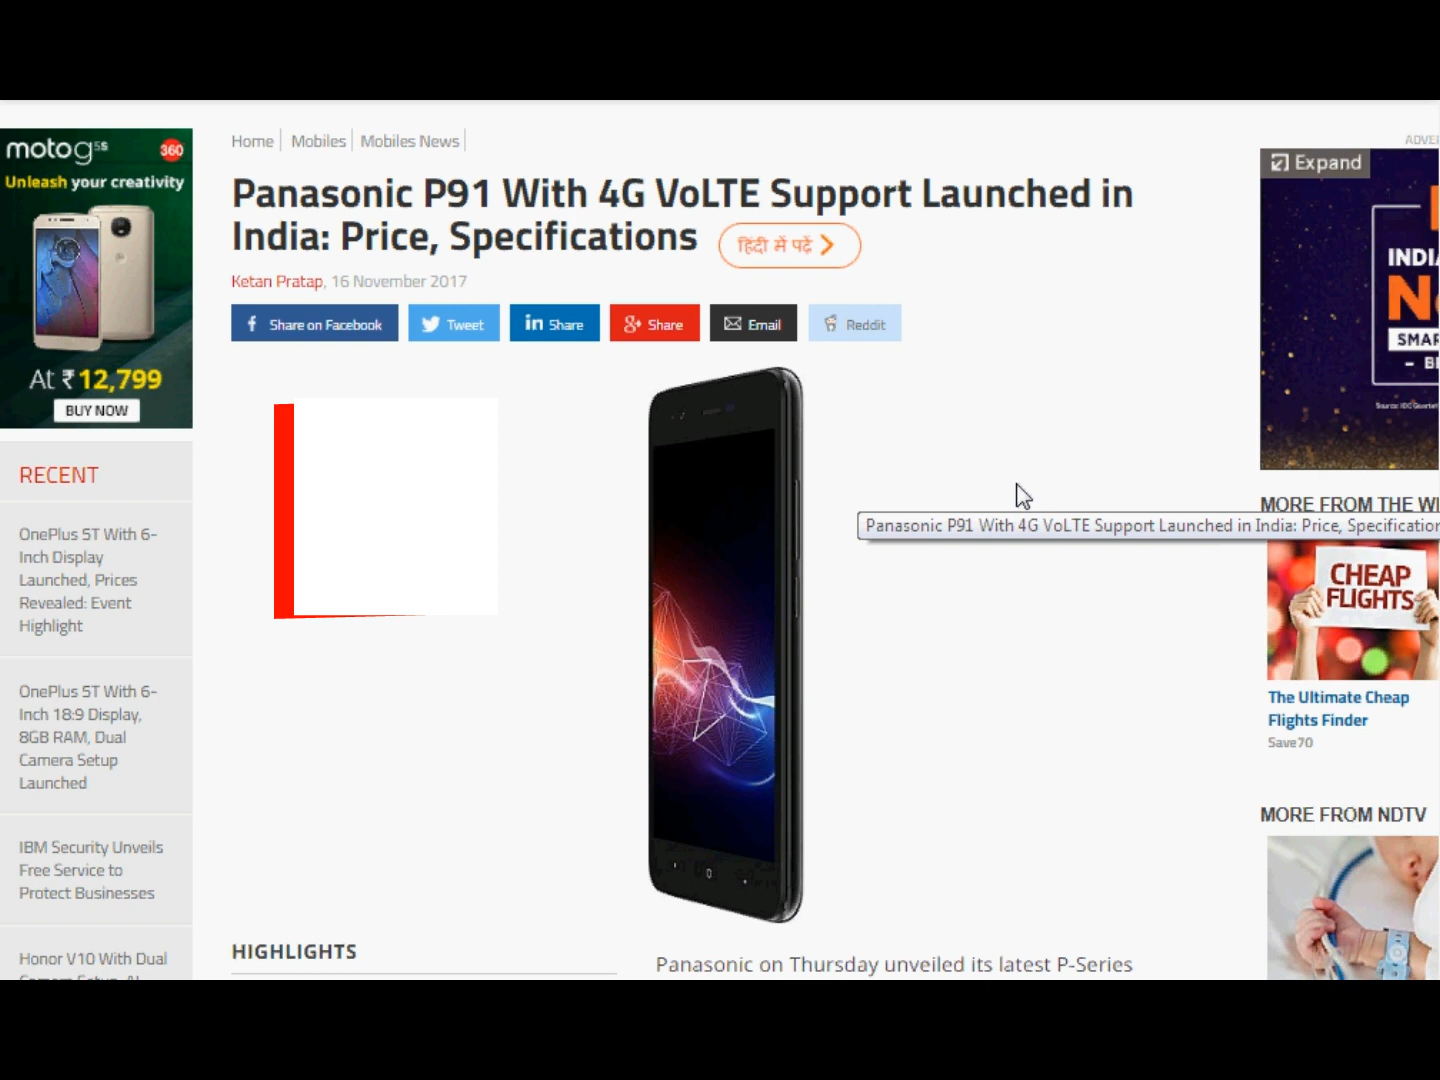 Home
Mobiles
Mobiles News
Panasonic P91 With 4G VoLTE Support Launched in
India: Price, Specifications
हिंदी में पढ़ें
Ketan Pratap, 16 November 2017
Share on Facebook
Tweet
in Share
Share
Email
Reddit
moto g5s
360
Unleash your creativity
At ₹ 12,799
BUY NOW
RECENT
OnePlus 5T With 6-
Inch Display
Launched, Prices
Revealed: Event
Highlight
OnePlus 5T With 6-
Inch 18:9 Display,
8GB RAM, Dual
Camera Setup
Launched
IBM Security Unveils
Free Service to
Protect Businesses
Honor V10 With Dual
HIGHLIGHTS
Panasonic on Thursday unveiled its latest P-Series
Panasonic P91 With 4G VoLTE Support Launched in India: Price, Specification
Expand
MORE FROM THE
CHEAP
FLIGHTS
The Ultimate Cheap
Flights Finder
Save70
MORE FROM NDTV